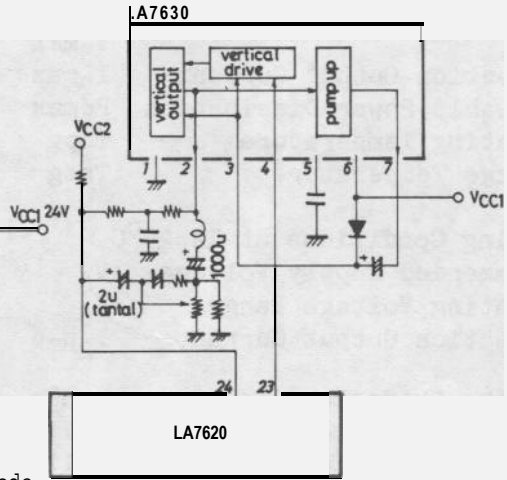 .A7630
vertical
output
vertical
drive
pump up
VCC2
1 2 3 4 5 6 7
VCC1
VCC1 24V
1000u
2u
(tantal)
24 23
LA7620